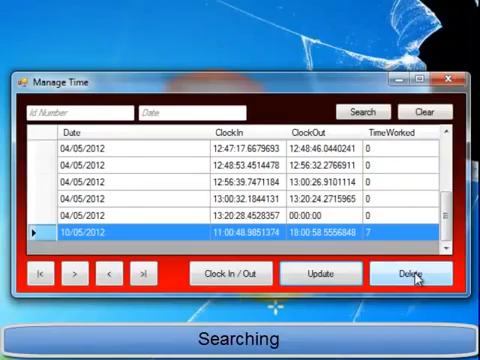 Manage Time
Id Number Date Search Clear
Date ClockIn ClockOut TimeWorked
04/05/2012 12:47:17.6679693 12:48:46.0440241 0
04/05/2012 12:48:53.4514478 12:56:32.2766911 0
04/05/2012 12:56:39.7471184 13:00:26.9101114 0
04/05/2012 13:00:32.1844131 13:20:24.2715965 0
04/05/2012 13:20:28.4528357 00:00:00 0
10/05/2012 11:00:48.9851374 18:00:58.5556848 7
|< > < >| Clock In / Out Update Delete
Searching